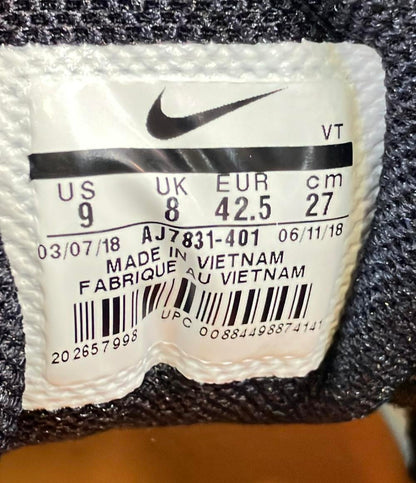 VT
US UK EUR cm
9 8 42.5 27
03/07/18 AJ7831-401 06/11/18
MADE IN VIETNAM
FABRIQUE AU VIETNAM
202657998 UPC 00884498874141